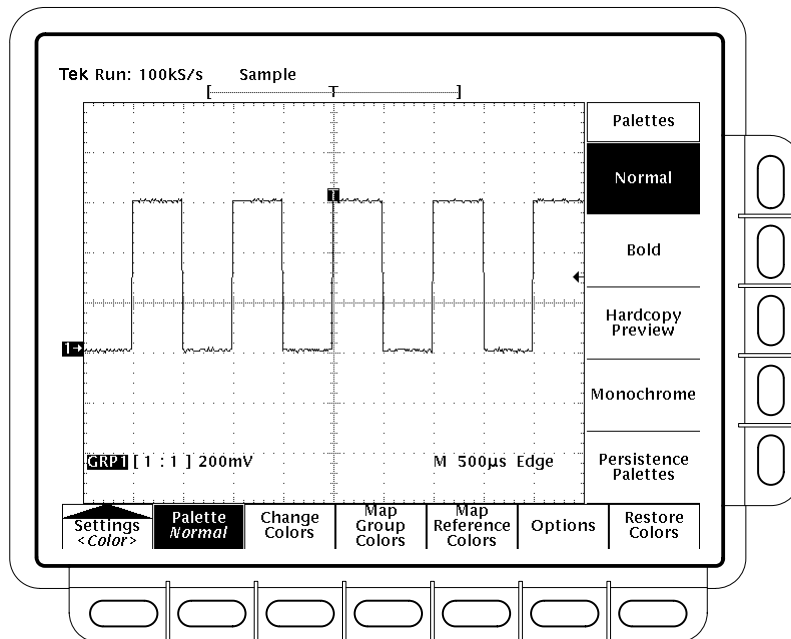 Tek Run: 100kS/s Sample
[ T ]
Palettes
Normal
T
Bold
Hardcopy
Preview
1→
Monochrome
GRP1 [ 1 : 1 ] 200mV M 500µs Edge
Persistence
Palettes
Settings
<Color>
Palette
Normal
Change
Colors
Map
Group
Colors
Map
Reference
Colors
Options
Restore
Colors